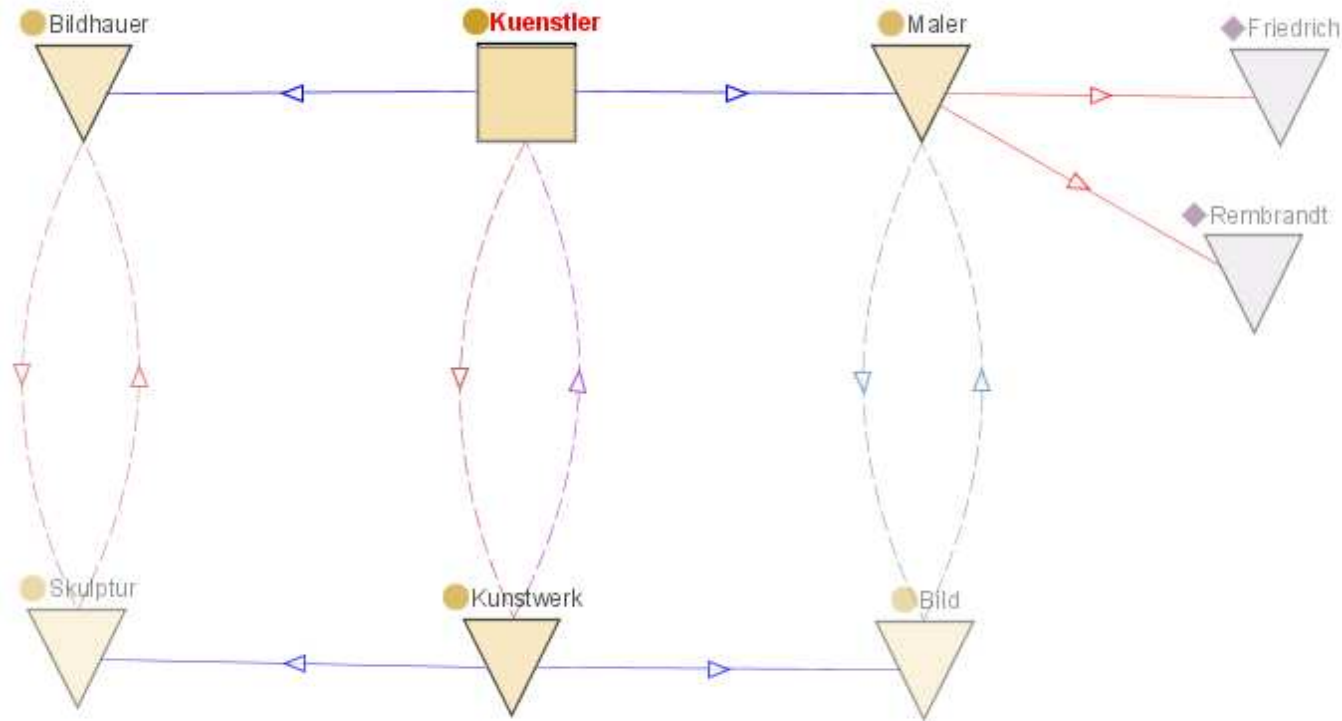 Bildhauer
Kuenstler
Maler
Friedrich
Rembrandt
Skulptur
Kunstwerk
Bild